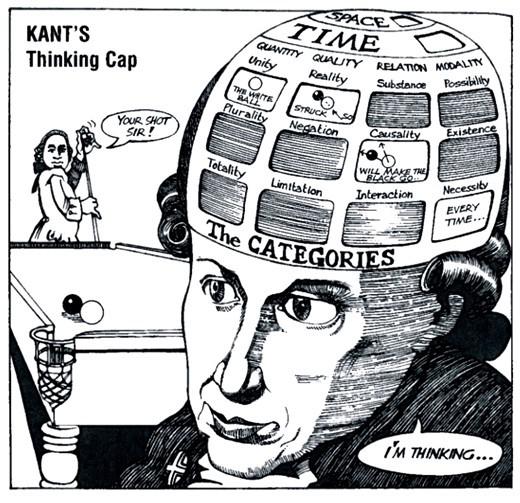 KANT'S
Thinking Cap
YOUR SHOT
SIR!
SPACE
TIME
QUANTITY QUALITY RELATION MODALITY
Unity Reality Substance Possibility
THE WHITE
BALL
STRUCK SO
Plurality Negation Causality Existence
WILL MAKE THE
BLACK GO..
Totality Limitation Interaction Necessity
EVERY
TIME...
The CATEGORIES
I'M THINKING...